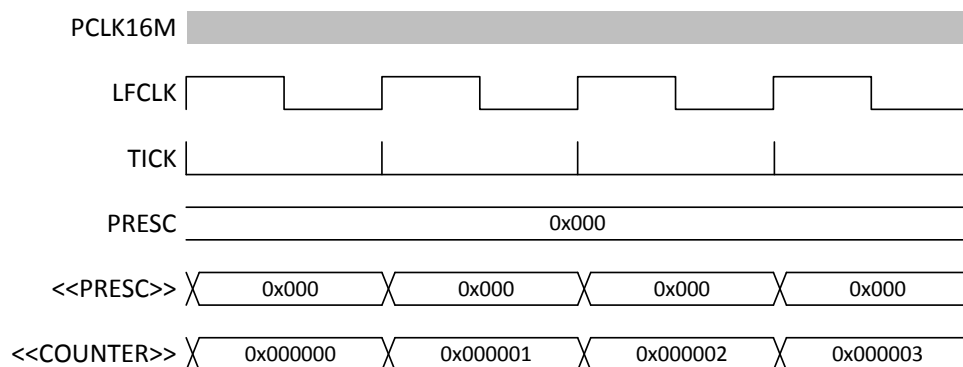 PCLK16M
LFCLK
TICK
PRESC 0x000
<<PRESC>> 0x000 0x000 0x000 0x000
<<COUNTER>> 0x000000 0x000001 0x000002 0x000003